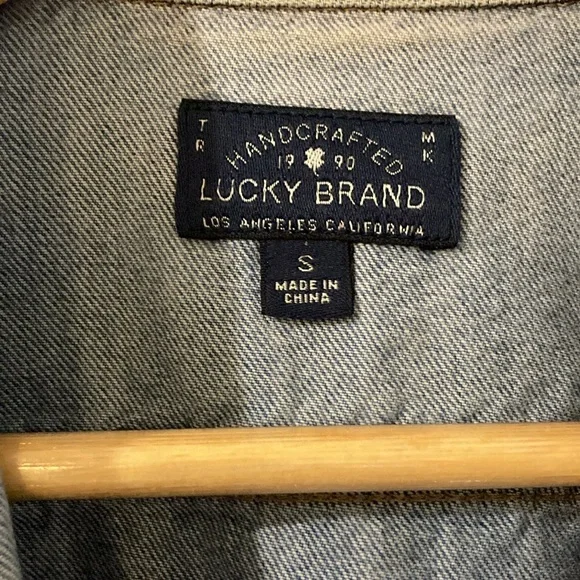 TR MK
HANDCRAFTED
19 90
LUCKY BRAND
LOS ANGELES CALIFORNIA
S
MADE IN
CHINA